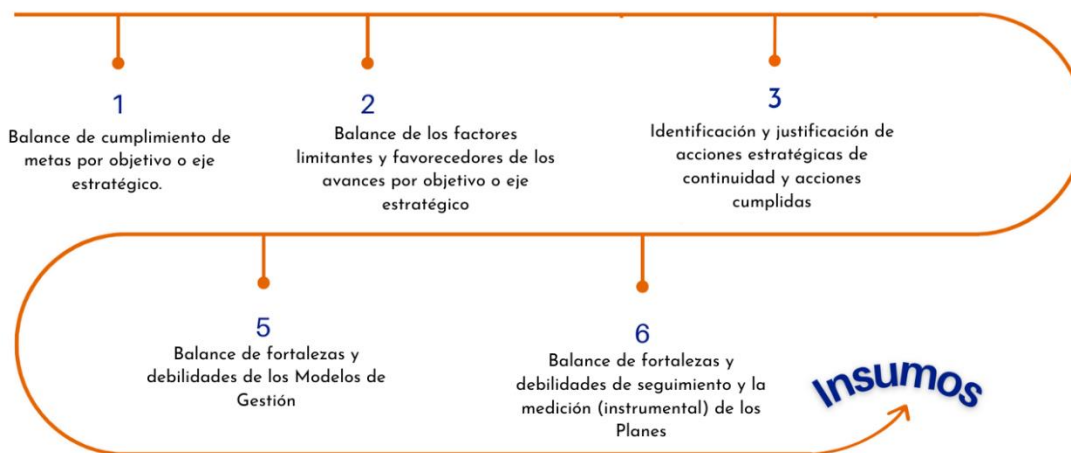 1
Balance de cumplimiento de
metas por objetivo o eje
estratégico.
2
Balance de los factores
limitantes y favorecedores de los
avances por objetivo o eje
estratégico
3
Identificación y justificación de
acciones estratégicas de
continuidad y acciones
cumplidas
5
Balance de fortalezas y
debilidades de los Modelos de
Gestión
6
Balance de fortalezas y
debilidades de seguimiento y la
medición (instrumental) de los
Planes
Insumos